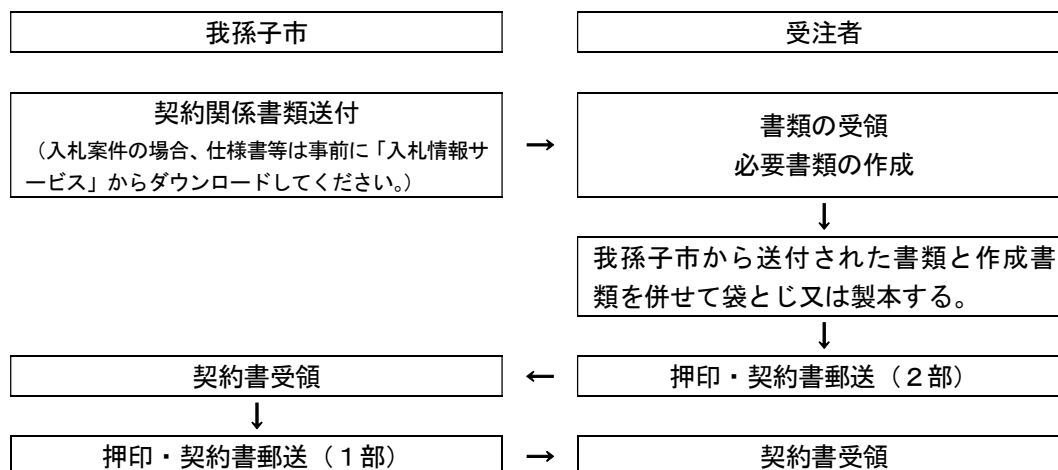 我孫子市
受注者
契約関係書類送付
（入札案件の場合、仕様書等は事前に「入札情報サ
ービス」からダウンロードしてください。）
→
書類の受領
必要書類の作成
↓
我孫子市から送付された書類と作成書
類を併せて袋とじ又は製本する。
↓
契約書受領
←
押印・契約書郵送（２部）
↓
押印・契約書郵送（１部）
→
契約書受領